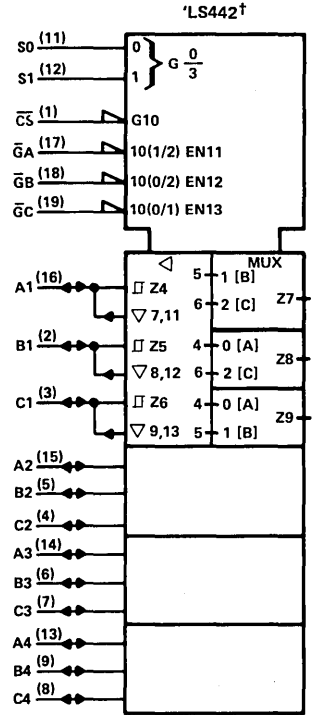 'LS442†
S0 (11) 0 } G 0/3
S1 (12) 1
C̅S̅ (1) G10
G̅A (17) 10(1/2) EN11
G̅B (18) 10(0/2) EN12
G̅C (19) 10(0/1) EN13
◁ MUX
A1 (16) ⎍ Z4 5 1 [B] Z7
▽ 7,11 6 2 [C]
B1 (2) ⎍ Z5 4 0 [A] Z8
▽ 8,12 6 2 [C]
C1 (3) ⎍ Z6 4 0 [A] Z9
▽ 9,13 5 1 [B]
A2 (15)
B2 (5)
C2 (4)
A3 (14)
B3 (6)
C3 (7)
A4 (13)
B4 (9)
C4 (8)